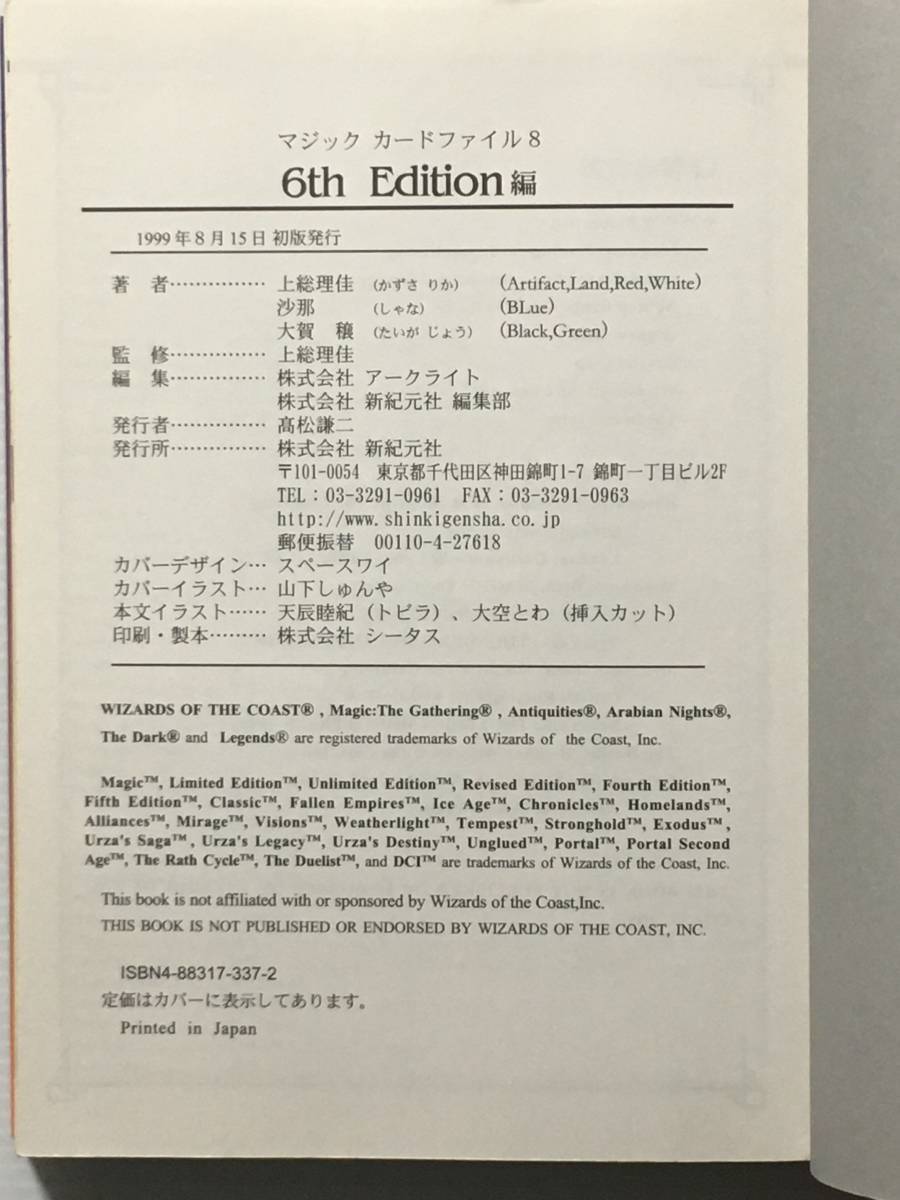 マジック カードファイル8
6th Edition編
1999年8月15日 初版発行
著 者…………… 上総理佳 (かずさ りか) (Artifact,Land,Red,White)
沙那 (しゃな) (BLue)
大賀 穣 (たいが じょう) (Black,Green)
監 修…………… 上総理佳
編 集…………… 株式会社 アークライト
株式会社 新紀元社 編集部
発行者…………… 髙松謙二
発行所…………… 株式会社 新紀元社
〒101-0054 東京都千代田区神田錦町1-7 錦町一丁目ビル2F
TEL:03-3291-0961 FAX:03-3291-0963
http://www.shinkigensha.co.jp
郵便振替 00110-4-27618
カバーデザイン… スペースワイ
カバーイラスト… 山下しゅんや
本文イラスト…… 天辰睦紀(トビラ)、大空とわ(挿入カット)
印刷・製本……… 株式会社 シータス
WIZARDS OF THE COAST® , Magic:The Gathering® , Antiquities®, Arabian Nights®,
The Dark® and Legends® are registered trademarks of Wizards of the Coast, Inc.
Magic™, Limited Edition™, Unlimited Edition™, Revised Edition™, Fourth Edition™,
Fifth Edition™, Classic™, Fallen Empires™, Ice Age™, Chronicles™, Homelands™,
Alliances™, Mirage™, Visions™, Weatherlight™, Tempest™, Stronghold™, Exodus™ ,
Urza's Saga™ , Urza's Legacy™, Urza's Destiny™, Unglued™, Portal™, Portal Second
Age™, The Rath Cycle™, The Duelist™, and DCI™ are trademarks of Wizards of the Coast, Inc.
This book is not affiliated with or sponsored by Wizards of the Coast,Inc.
THIS BOOK IS NOT PUBLISHED OR ENDORSED BY WIZARDS OF THE COAST, INC.
ISBN4-88317-337-2
定価はカバーに表示してあります。
Printed in Japan